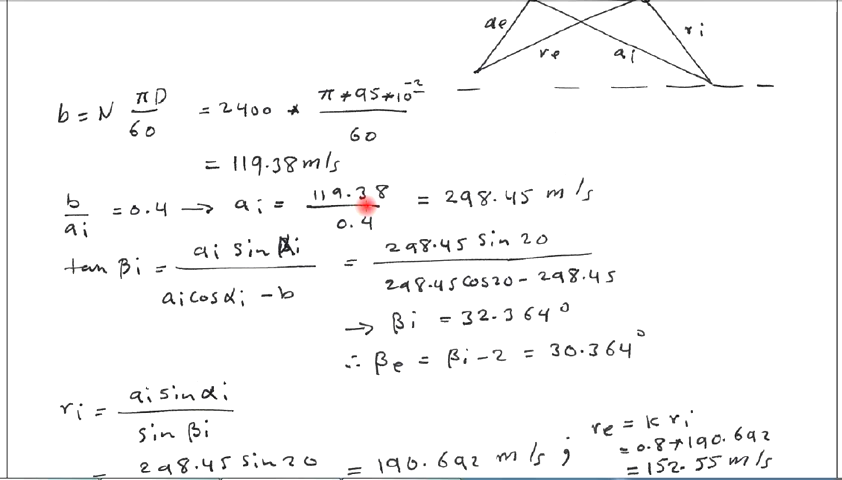 ae
re
ai
ri
b = N πD/60 = 2400 * π*95*10^-2/60
= 119.38 m/s
b/ai = 0.4 → ai = 119.38/0.4 = 298.45 m/s
tan βi = ai sin αi/ai cos αi - b = 298.45 sin 20/298.45 cos 20 - 298.45
→ βi = 32.364°
∴ βe = βi - 2 = 30.364°
ri = ai sin αi/sin βi
re = k ri
= 0.8*190.692
= 152.55 m/s
= 298.45 sin 20 = 190.692 m/s ;